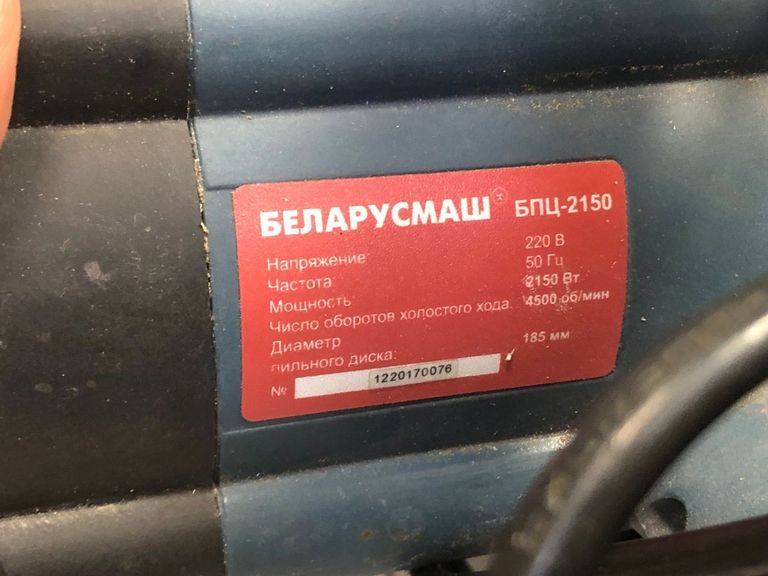 БЕЛАРУСМАШ® БПЦ-2150
Напряжение 220 В
Частота 50 Гц
Мощность 2150 Вт
Число оборотов холостого хода 4500 об/мин
Диаметр
пильного диска: 185 мм
№ 1220170076